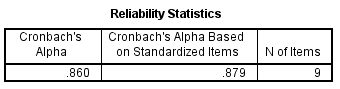 Reliability Statistics
Cronbach's Alpha Based
Cronbach's
Alpha on Standardized Items N of Items
.860 .879 9